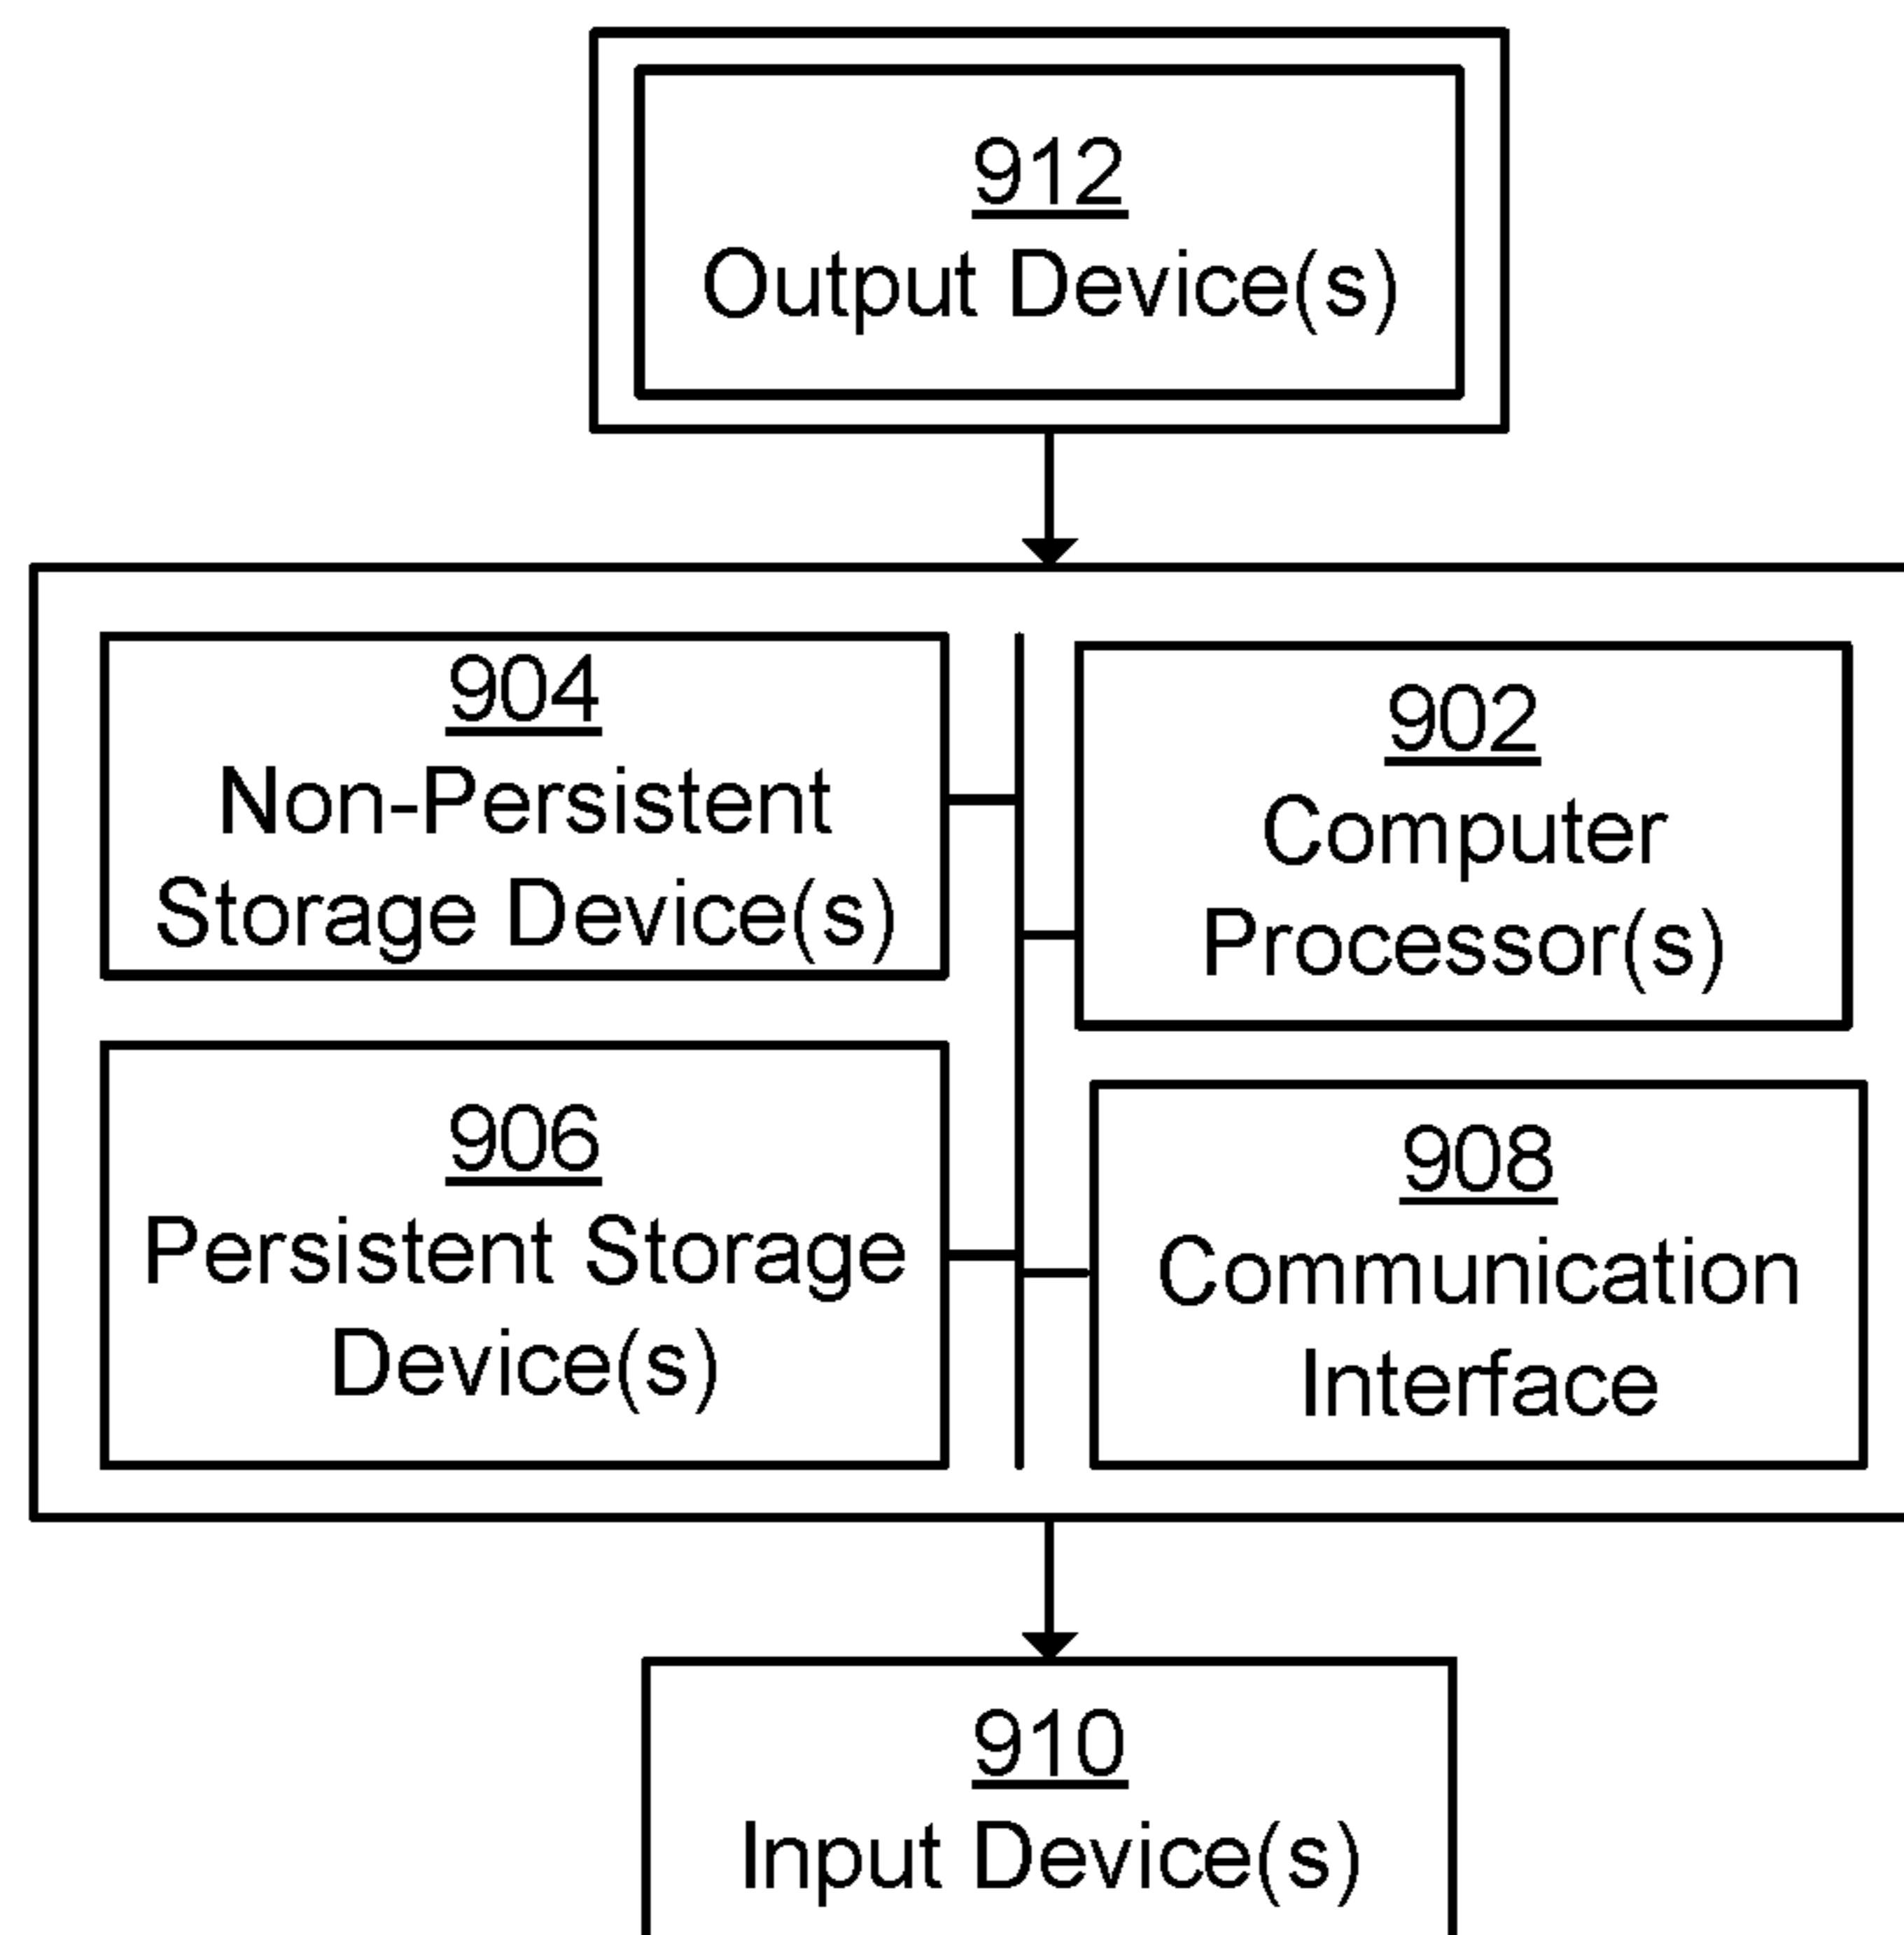 912
Output Device(s)
904
Non-Persistent
Storage Device(s)
902
Computer
Processor(s)
906
Persistent Storage
Device(s)
908
Communication
Interface
910
Input Device(s)